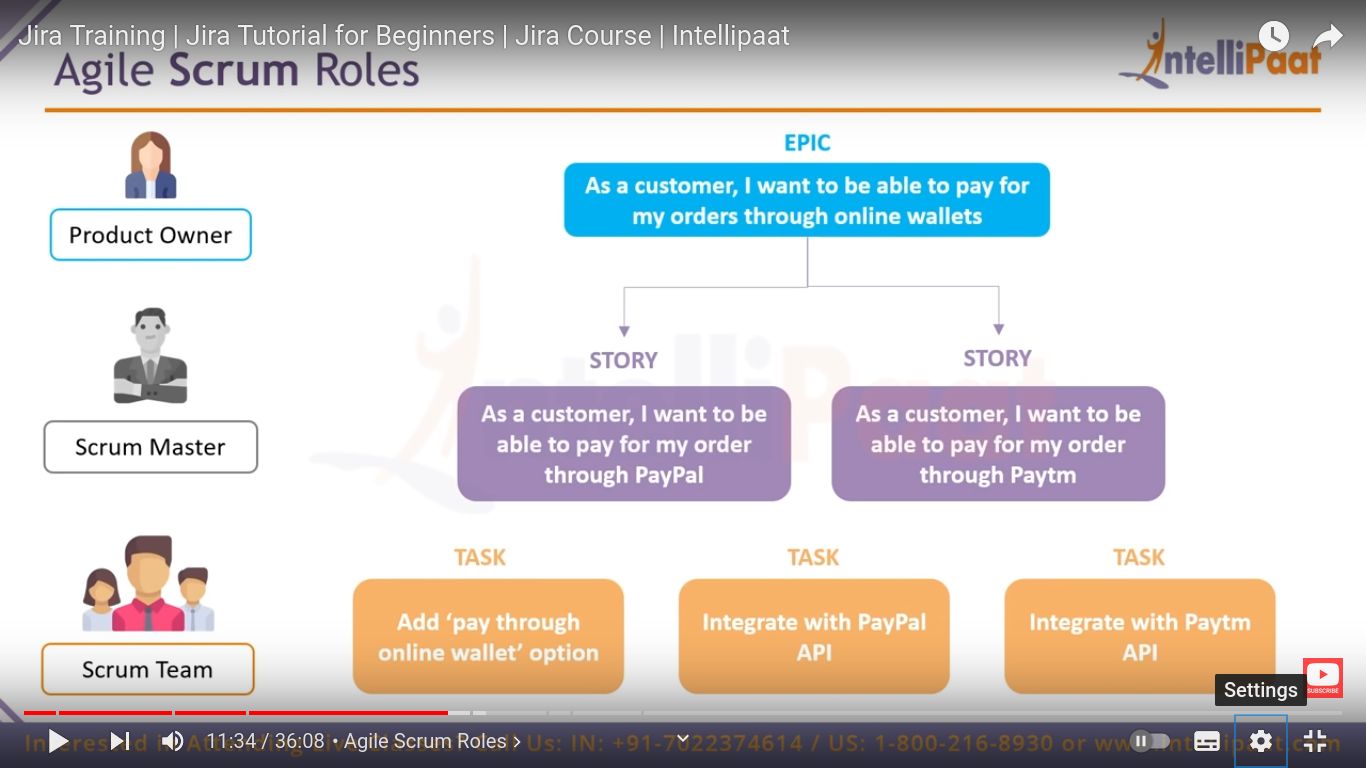 Jira Training | Jira Tutorial for Beginners | Jira Course | Intellipaat
Agile Scrum Roles
IntelliPaat
EPIC
As a customer, I want to be able to pay for
my orders through online wallets
Product Owner
STORY
STORY
As a customer, I want to be
able to pay for my order
through PayPal
As a customer, I want to be
able to pay for my order
through Paytm
Scrum Master
TASK
TASK
TASK
Add ‘pay through
online wallet’ option
Integrate with PayPal
API
Integrate with Paytm
API
Scrum Team
SUBSCRIBE
Settings
11:34 / 36:08 • Agile Scrum Roles ›
Us: IN: +91-7022374614 / US: 1-800-216-8930 or